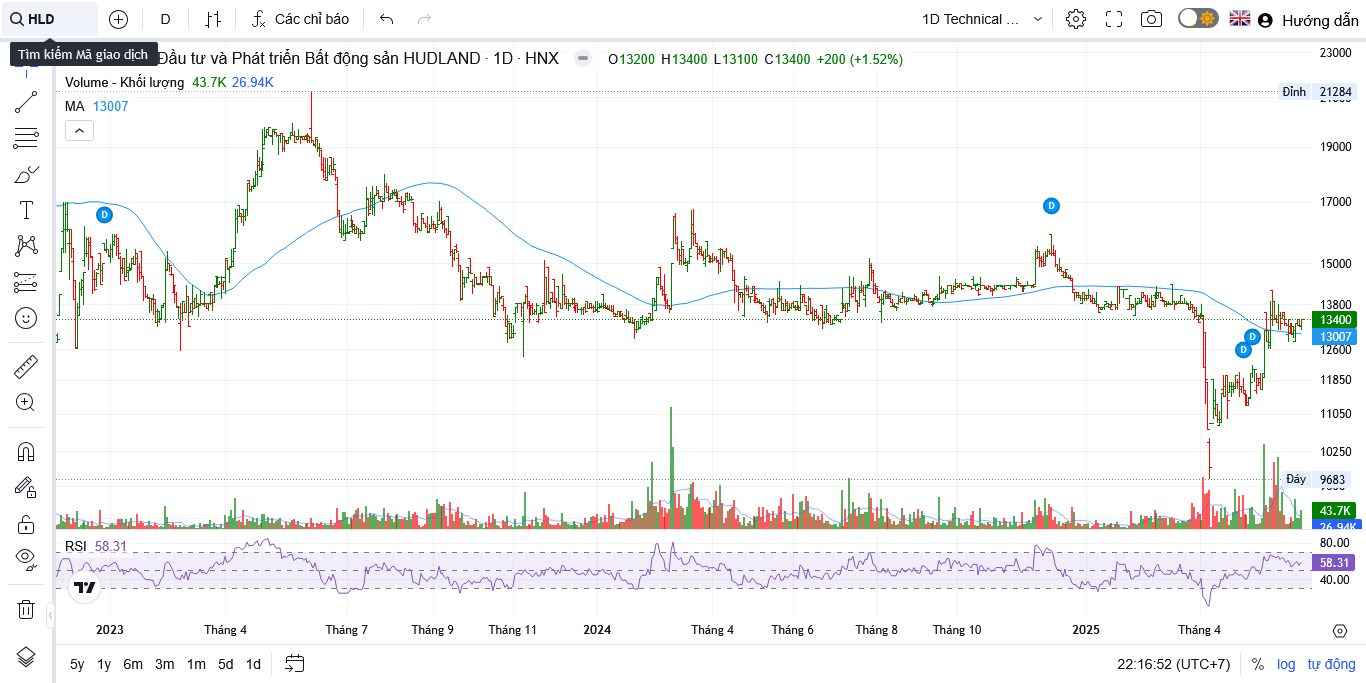 HLD
D
Các chỉ báo
1D Technical ...
Hướng dẫn
Tìm kiếm Mã giao dịch
Đầu tư và Phát triển Bất động sản HUDLAND · 1D · HNX
O13200 H13400 L13100 C13400 +200 (+1.52%)
Volume - Khối lượng 43.7K 26.94K
MA 13007
23000
Đỉnh 21284
21000
19000
17000
D
D
15000
13800
13400
D
13007
D
12600
11850
11050
10250
Đáy 9683
43.7K
26.94K
RSI 58.31
80.00
58.31
40.00
2023 Tháng 4 Tháng 7 Tháng 9 Tháng 11 2024 Tháng 4 Tháng 6 Tháng 8 Tháng 10 2025 Tháng 4
5y 1y 6m 3m 1m 5d 1d
22:16:52 (UTC+7) % log tự động